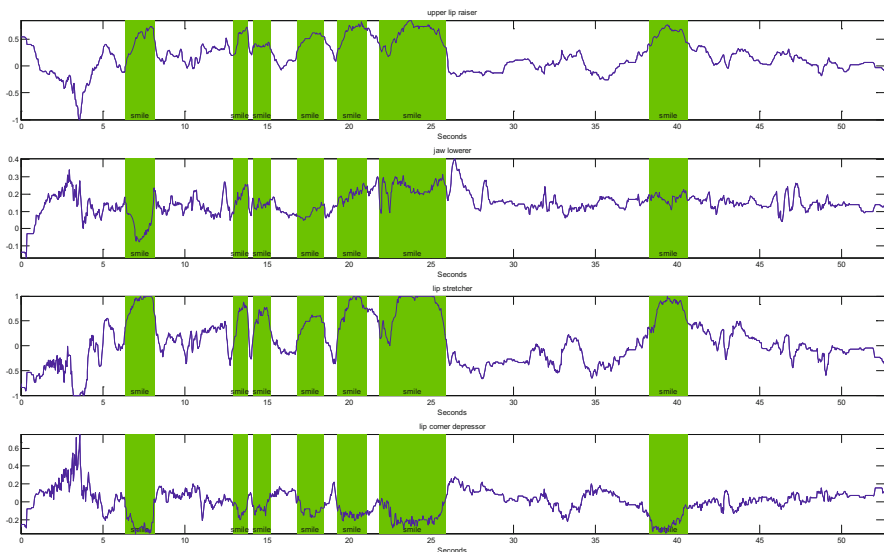 upper lip raiser
0.5
0
-0.5
-1
smile smile smile smile smile smile smile
0 5 10 15 20 25 30 35 40 45 50
Seconds
jaw lowerer
0.4
0.3
0.2
0.1
0
-0.1
smile smile smile smile smile smile smile
0 5 10 15 20 25 30 35 40 45 50
Seconds
lip stretcher
1
0.5
0
-0.5
-1
smile smile smile smile smile smile smile
0 5 10 15 20 25 30 35 40 45 50
Seconds
lip corner depressor
0.6
0.4
0.2
0
-0.2
smile smile smile smile smile smile smile
0 5 10 15 20 25 30 35 40 45 50
Seconds